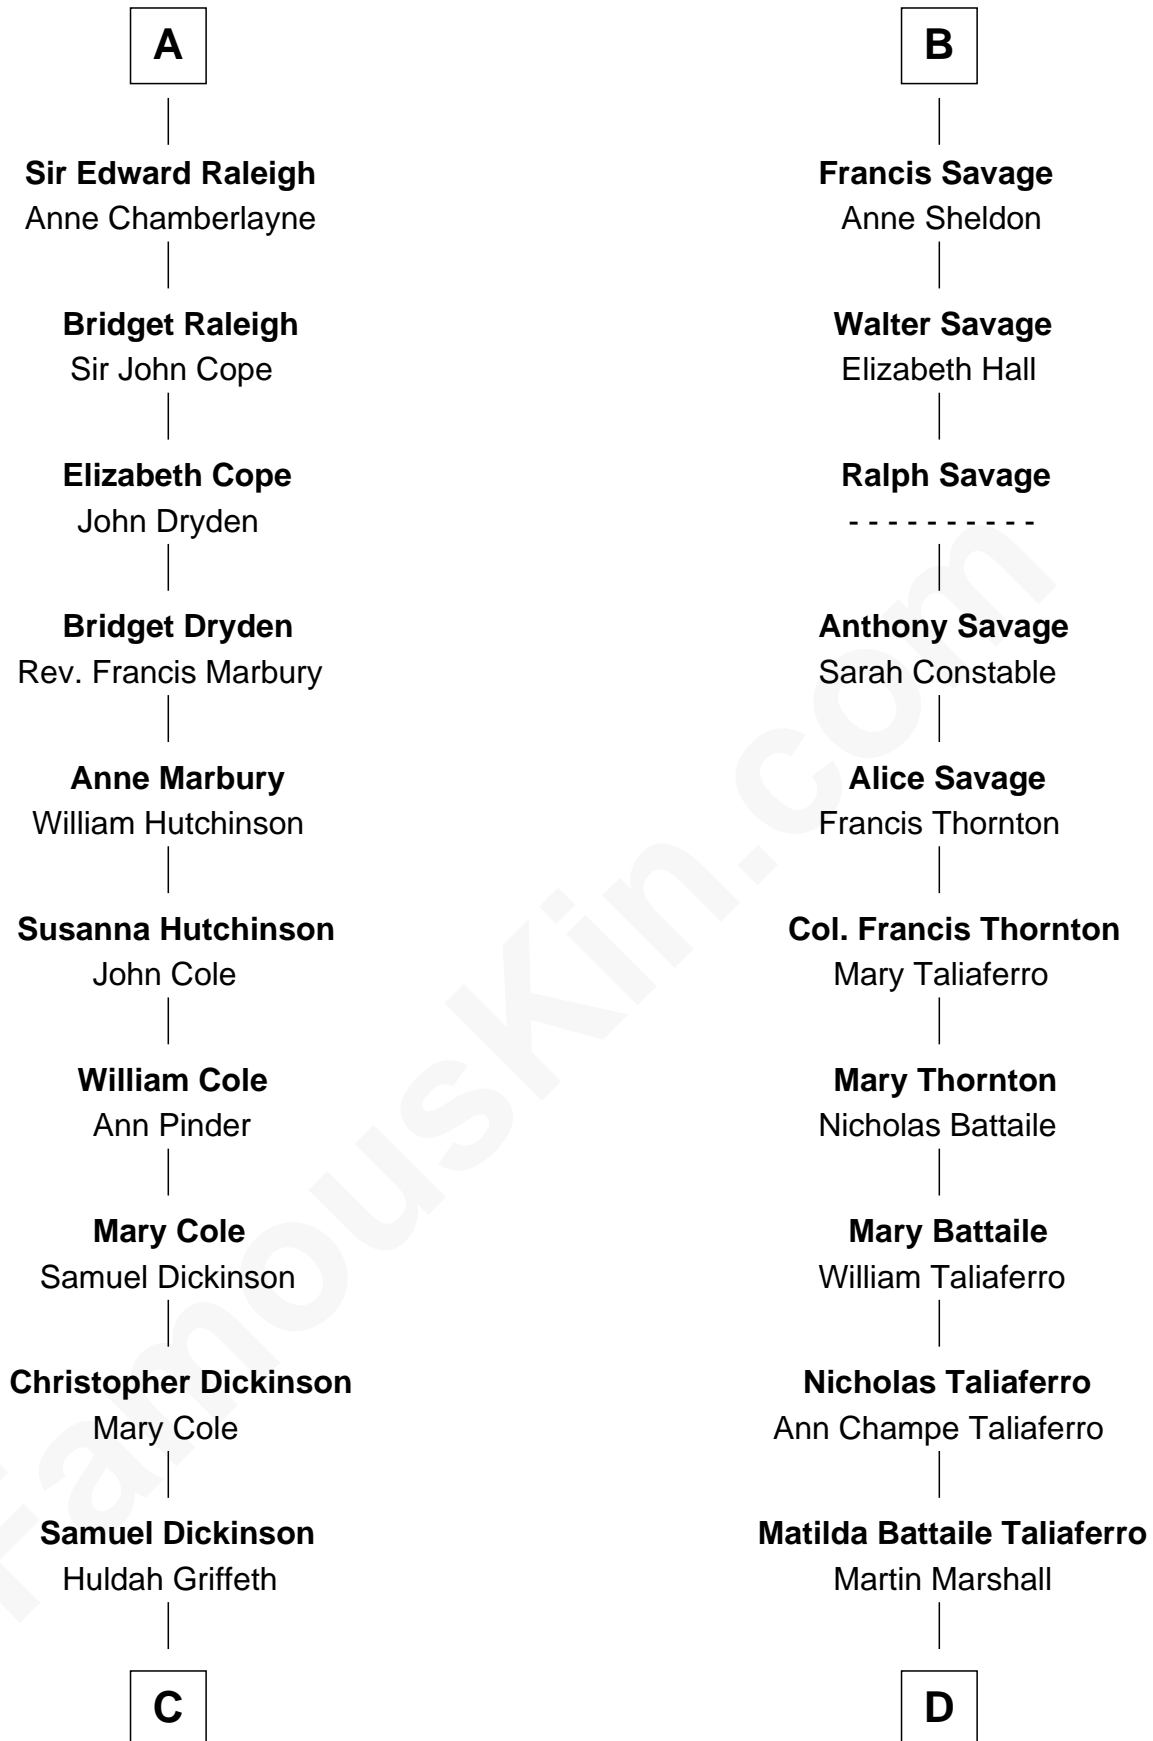 A
Sir Edward Raleigh
Anne Chamberlayne
Bridget Raleigh
Sir John Cope
Elizabeth Cope
John Dryden
Bridget Dryden
Rev. Francis Marbury
Anne Marbury
William Hutchinson
Susanna Hutchinson
John Cole
William Cole
Ann Pinder
Mary Cole
Samuel Dickinson
Christopher Dickinson
Mary Cole
Samuel Dickinson
Huldah Griffeth
C
B
Francis Savage
Anne Sheldon
Walter Savage
Elizabeth Hall
Ralph Savage
- - - - - - - - - -
Anthony Savage
Sarah Constable
Alice Savage
Francis Thornton
Col. Francis Thornton
Mary Taliaferro
Mary Thornton
Nicholas Battaile
Mary Battaile
William Taliaferro
Nicholas Taliaferro
Ann Champe Taliaferro
Matilda Battaile Taliaferro
Martin Marshall
D
FamousKin.com